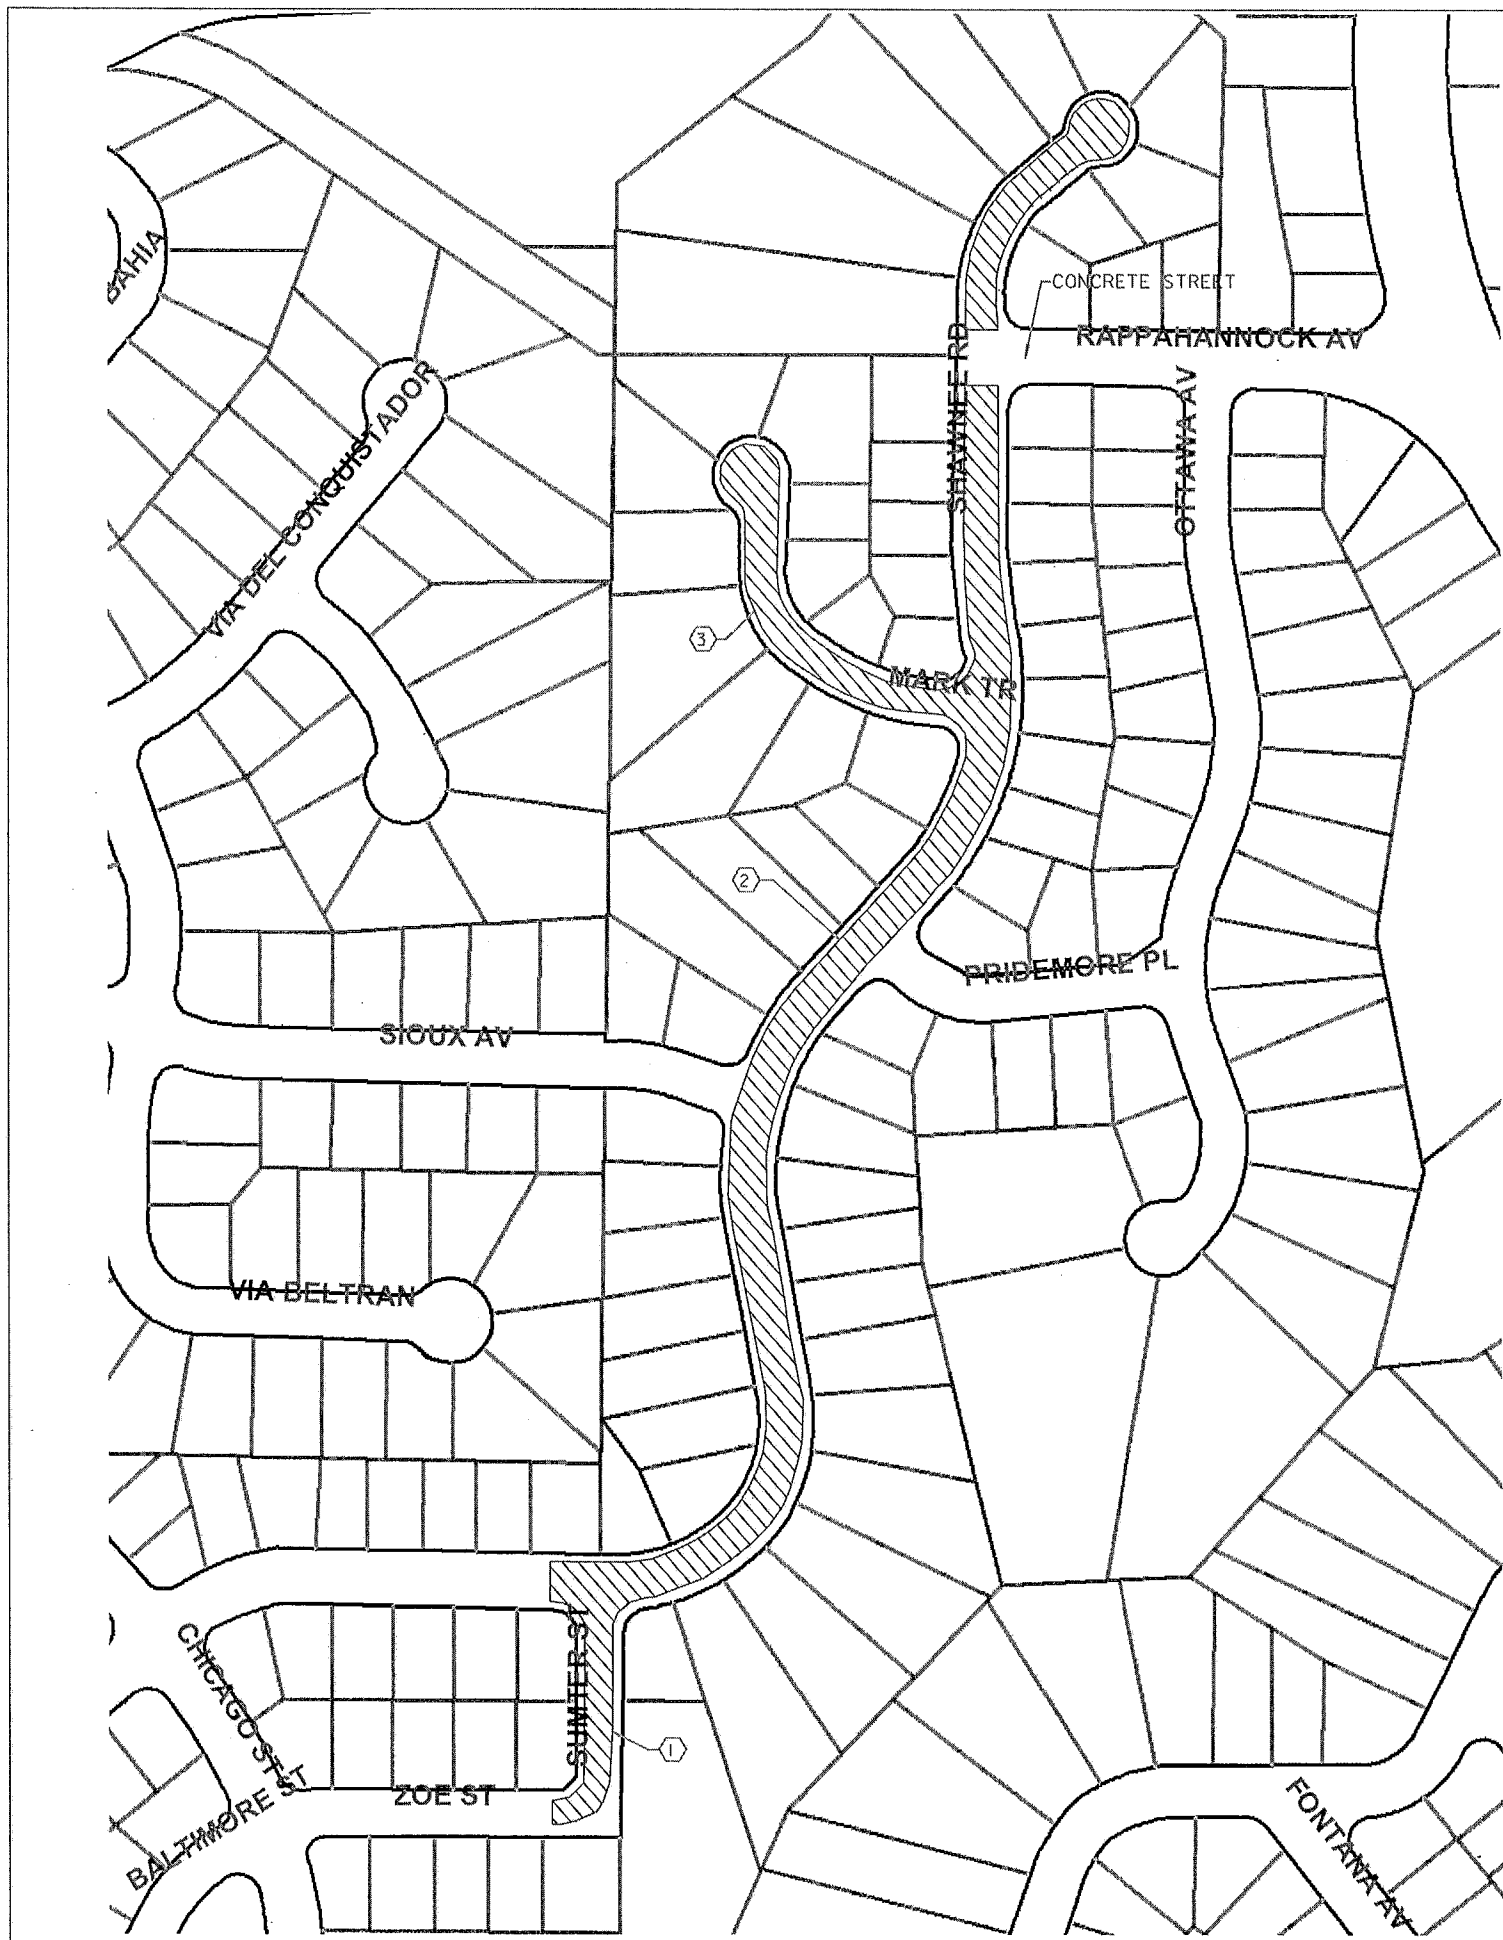 BAHIA
CONCRETE STREET
RAPPAHANNOCK AV
SHAWNEE RD
OTTAWA AV
VIA DEL CONQUISTADOR
3
MARK TR
2
PRIDEMORE PL
SIOUX AV
VIA BELTRAN
SUMTER ST
CHICAGO ST ST
1
ZOE ST
BALTIMORE ST
FONTANA AV